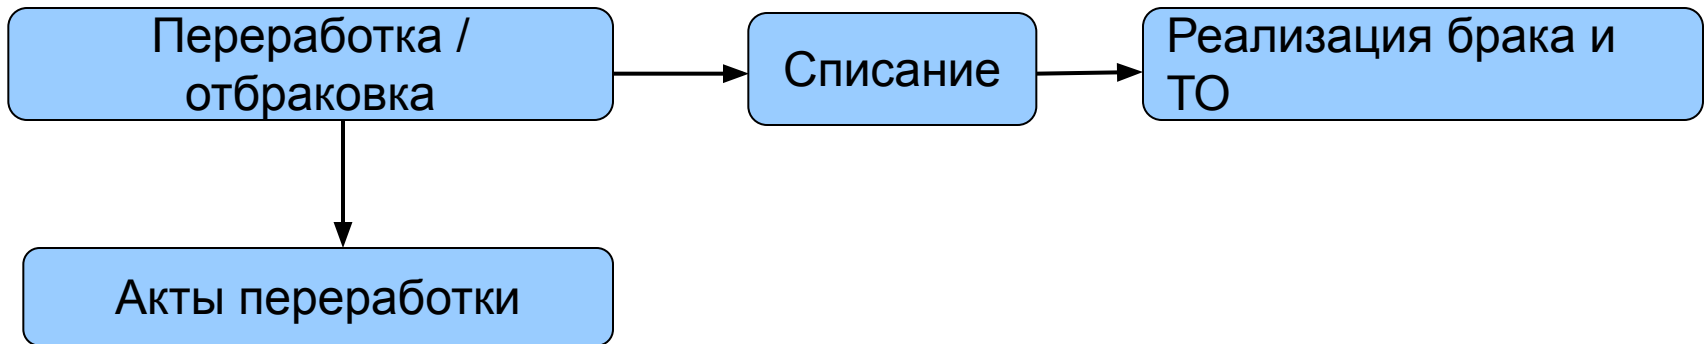 Переработка /
отбраковка
Списание
Реализация брака и
ТО
Акты переработки